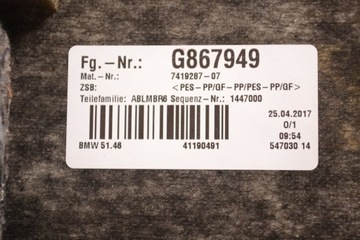 Fg.-Nr.: G867949
Mat.-Nr.: 7419287-07
ZSB: <PES-PP/GF-PP/PES-PP/GF>
Teilefamilie: ABLMBR6 Sequenz-Nr.: 1447000
25.04.2017
0/1
09:54
BMW 51.46 41190491 547030 14